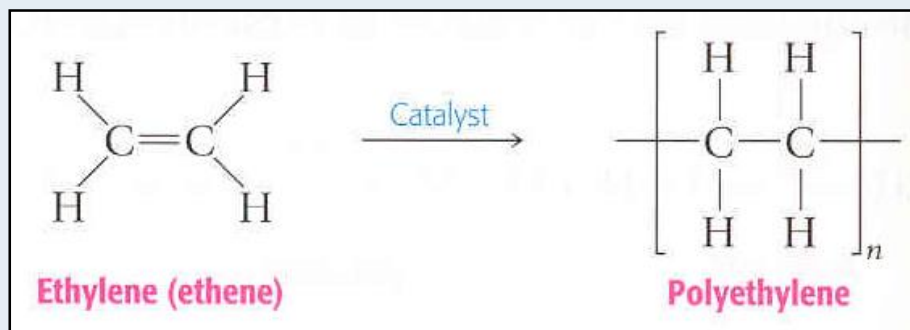 H H
C=C
H H
Catalyst
H H
C—C
H H
n
Ethylene (ethene)
Polyethylene